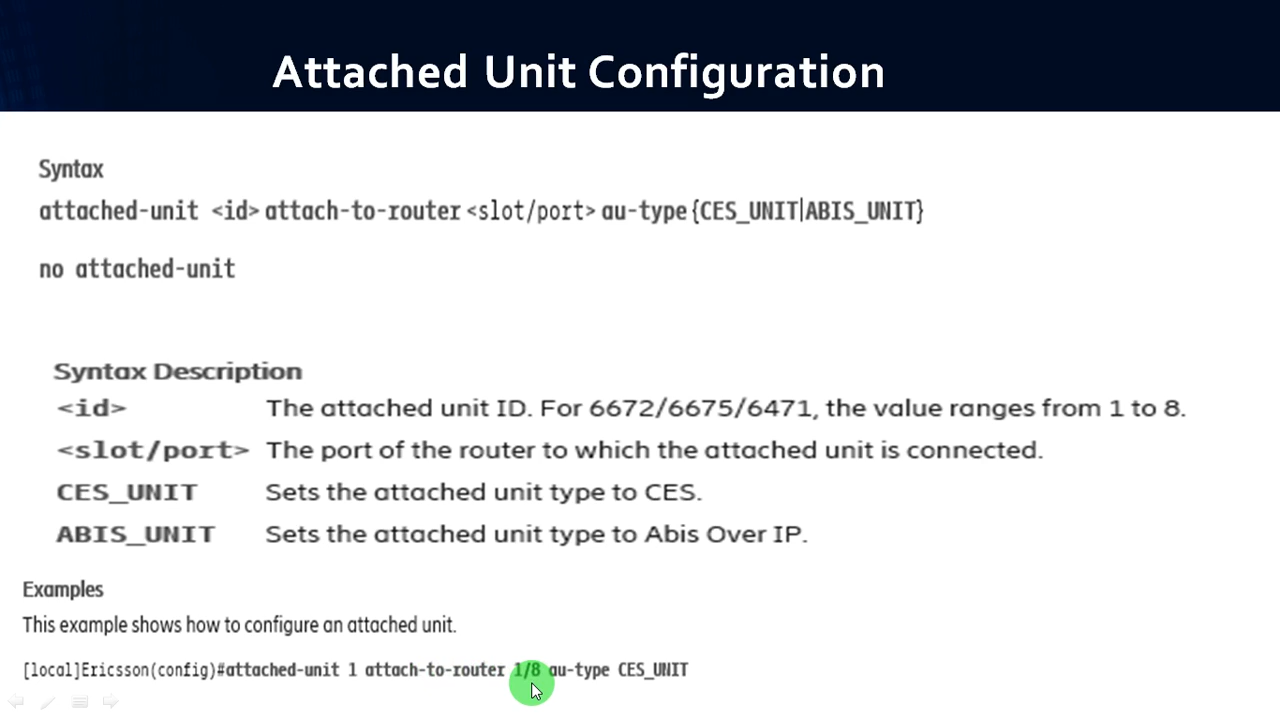 Attached Unit Configuration
Syntax
attached-unit <id> attach-to-router <slot/port> au-type {CES_UNIT|ABIS_UNIT}
no attached-unit
Syntax Description
<id> The attached unit ID. For 6672/6675/6471, the value ranges from 1 to 8.
<slot/port> The port of the router to which the attached unit is connected.
CES_UNIT Sets the attached unit type to CES.
ABIS_UNIT Sets the attached unit type to Abis Over IP.
Examples
This example shows how to configure an attached unit.
[local]Ericsson(config)#attached-unit 1 attach-to-router 1/8 au-type CES_UNIT